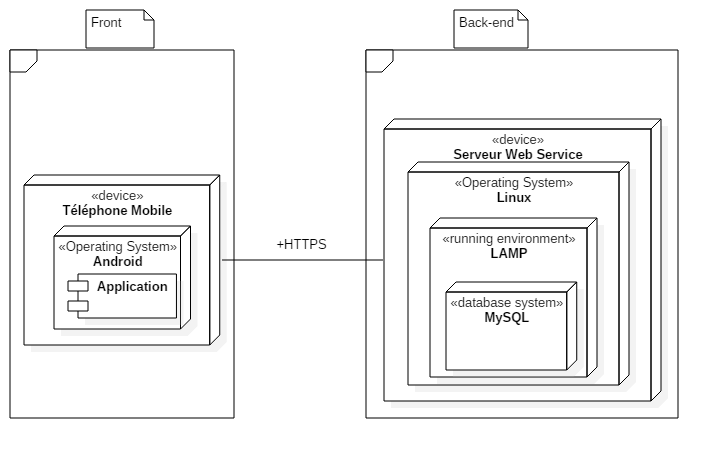 Front
Back-end
«device»
Téléphone Mobile
«Operating System»
Android
Application
+HTTPS
«device»
Serveur Web Service
«Operating System»
Linux
«running environment»
LAMP
«database system»
MySQL